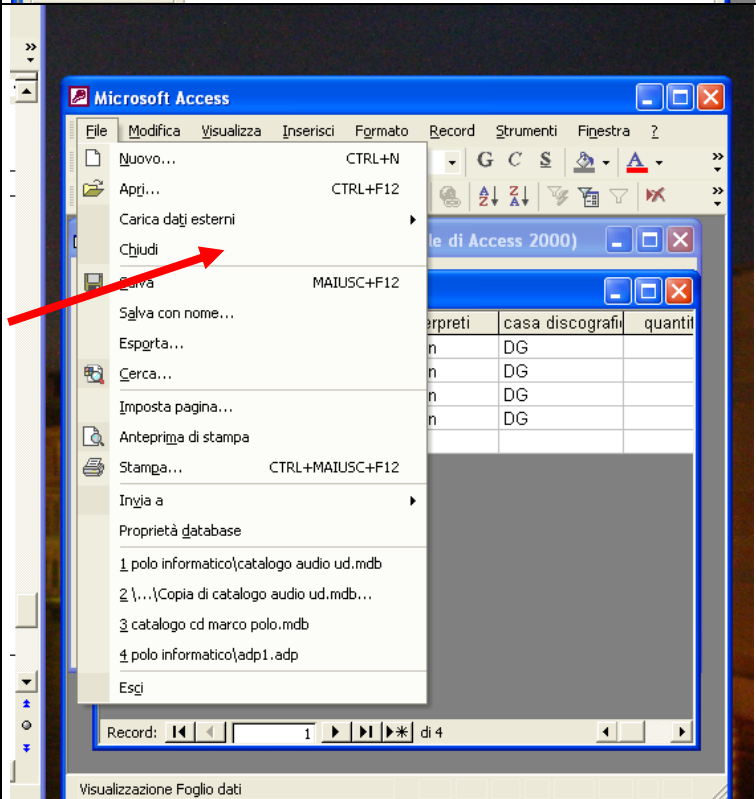 Microsoft Access
File Modifica Visualizza Inserisci Formato Record Strumenti Finestra ?
G C S A
Nuovo... CTRL+N
Apri... CTRL+F12
Carica dati esterni
le di Access 2000)
Chiudi
Salva MAIUSC+F12
Salva con nome...
erpreti casa discografi quantit
Esporta...
n DG
Cerca...
n DG
n DG
Imposta pagina...
n DG
Anteprima di stampa
Stampa... CTRL+MAIUSC+F12
Invia a
Proprietà database
1 polo informatico\catalogo audio ud.mdb
2 \...\Copia di catalogo audio ud.mdb...
3 catalogo cd marco polo.mdb
4 polo informatico\adp1.adp
Esci
Record: 1 di 4
Visualizzazione Foglio dati